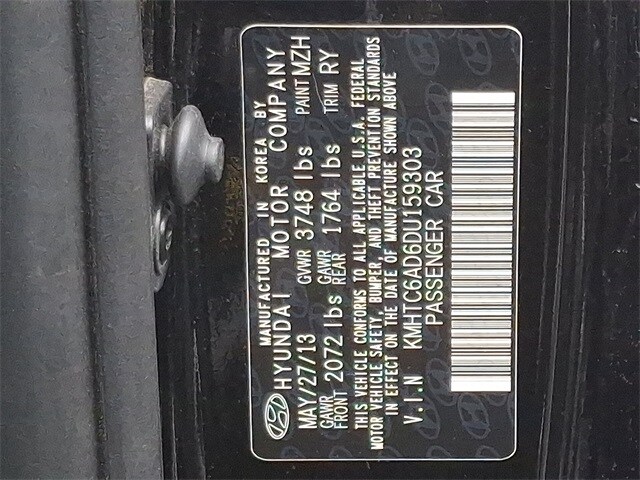 MANUFACTURED IN KOREA BY
HYUNDAI MOTOR COMPANY
MAY/27/13 GVWR 3748 lbs PAINT MZH
GAWR FRONT 2072 lbs GAWR REAR 1764 lbs TRIM RY
THIS VEHICLE CONFORMS TO ALL APPLICABLE U.S.A. FEDERAL
MOTOR VEHICLE SAFETY, BUMPER, AND THEFT PREVENTION STANDARDS
IN EFFECT ON THE DATE OF MANUFACTURE SHOWN ABOVE
V.I.N KMHTC6AD6DU159303
PASSENGER CAR